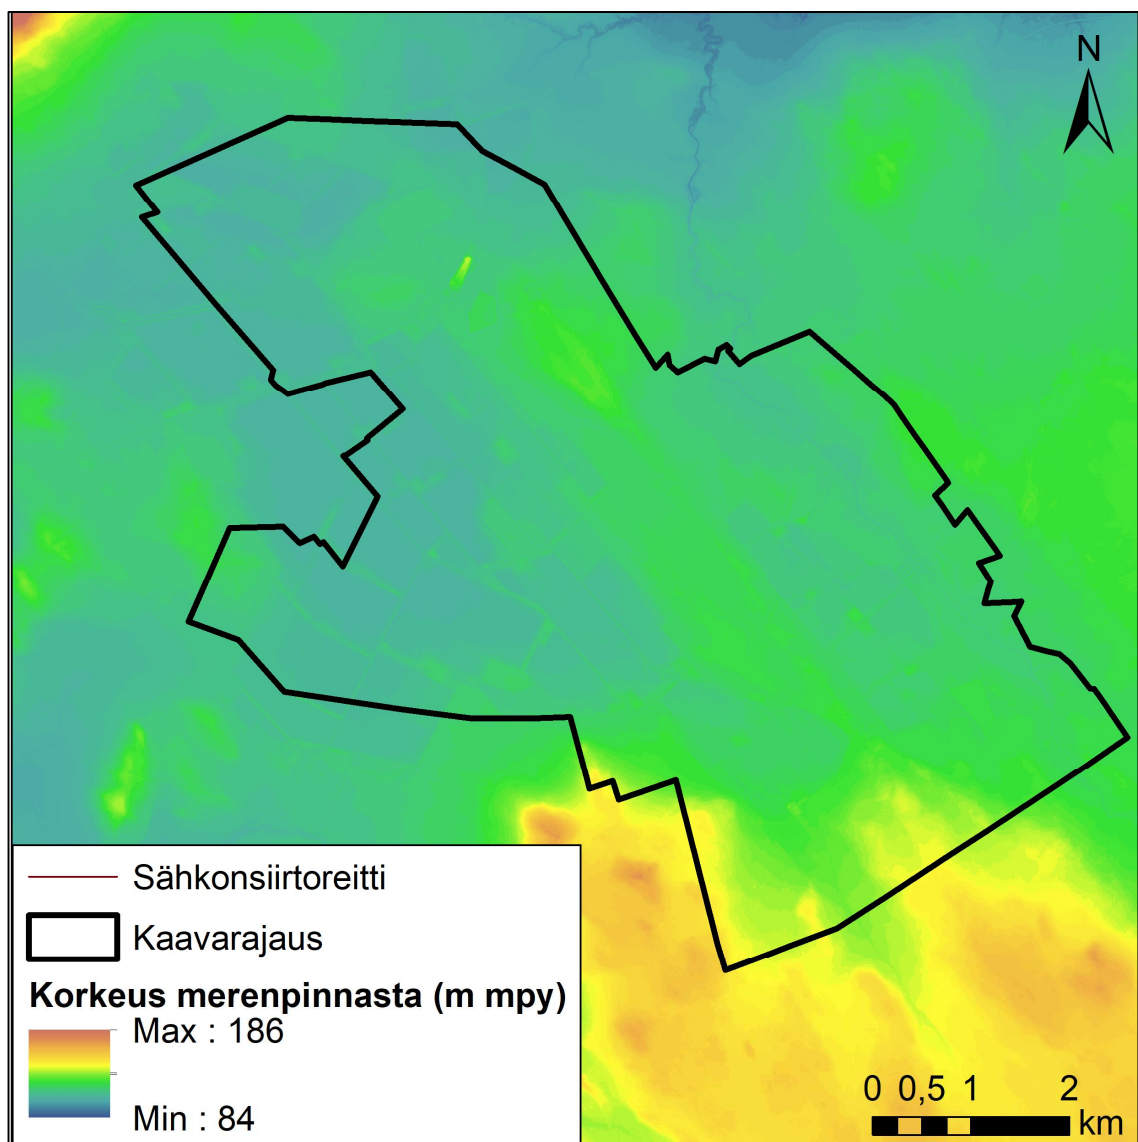 N
Sähkonsiirtoreitti
Kaavarajaus
Korkeus merenpinnasta (m mpy)
Max : 186
Min : 84
0 0,5 1 2
km